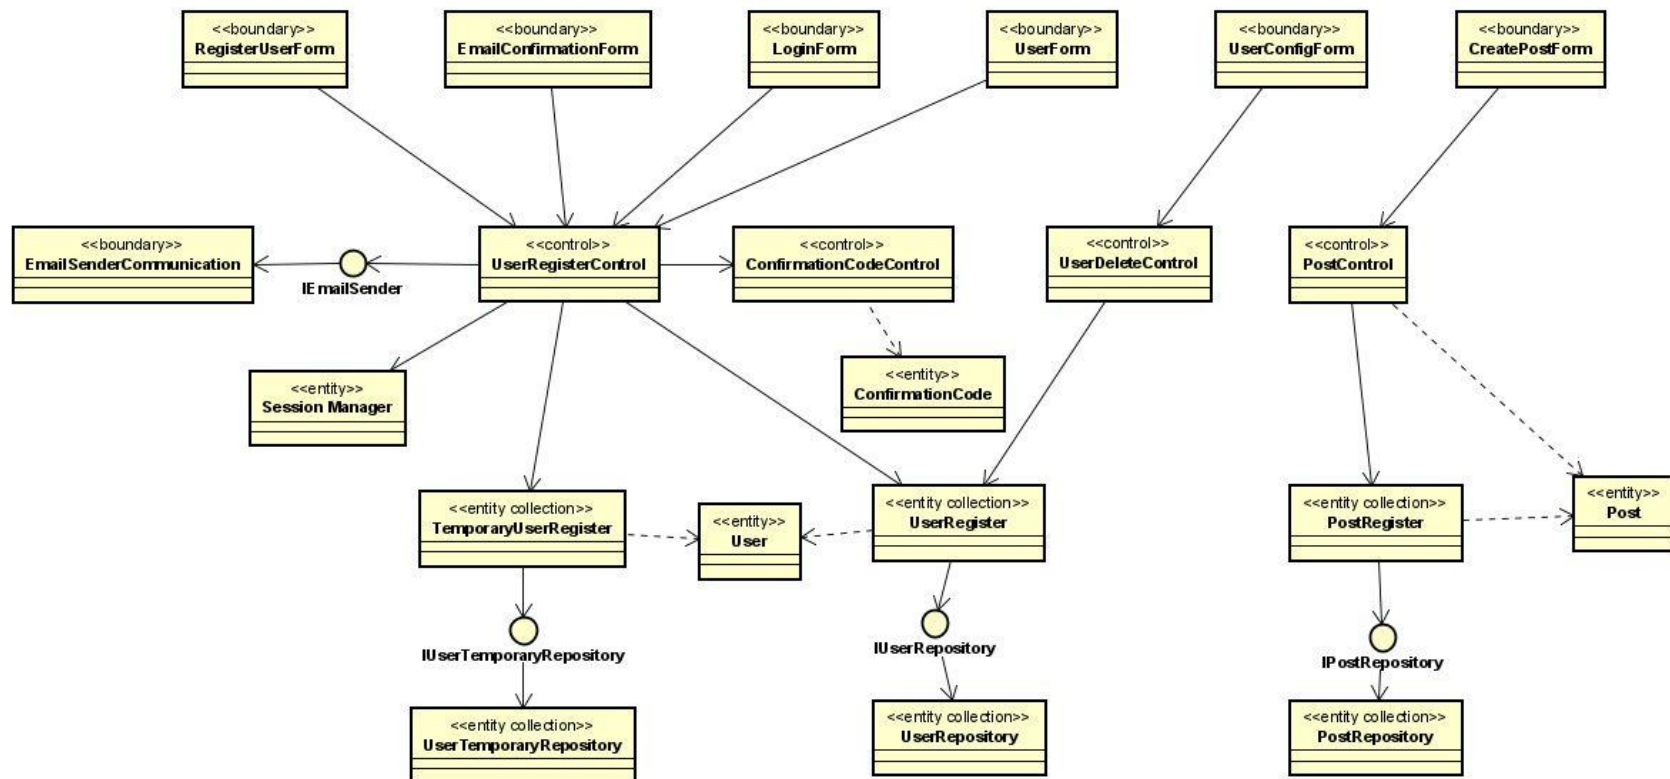 <<boundary>>
RegisterUserForm
<<boundary>>
EmailConfirmationForm
<<boundary>>
LoginForm
<<boundary>>
UserForm
<<boundary>>
UserConfigForm
<<boundary>>
CreatePostForm
<<boundary>>
EmailSenderCommunication
IEmailSender
<<control>>
UserRegisterControl
<<control>>
ConfirmationCodeControl
<<control>>
UserDeleteControl
<<control>>
PostControl
<<entity>>
Session Manager
<<entity>>
ConfirmationCode
<<entity collection>>
TemporaryUserRegister
<<entity>>
User
<<entity collection>>
UserRegister
<<entity collection>>
PostRegister
<<entity>>
Post
IUserTemporaryRepository
IUserRepository
IPostRepository
<<entity collection>>
UserTemporaryRepository
<<entity collection>>
UserRepository
<<entity collection>>
PostRepository